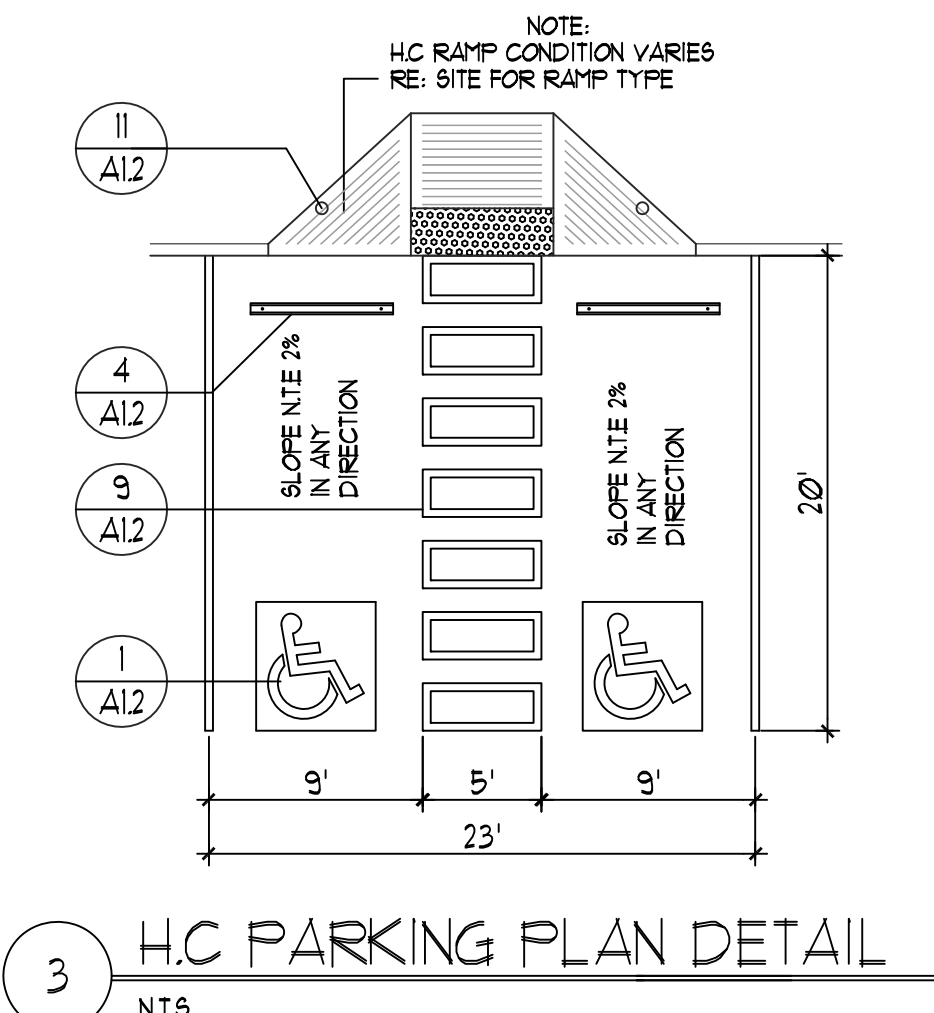 NOTE:
H.C RAMP CONDITION VARIES
RE: SITE FOR RAMP TYPE
11
A1.2
4
A1.2
SLOPE N.T.E 2%
IN ANY
DIRECTION
SLOPE N.T.E 2%
IN ANY
DIRECTION
20'
9
A1.2
1
A1.2
9'
5'
9'
23'
3
H.C PARKING PLAN DETAIL
N.T.S